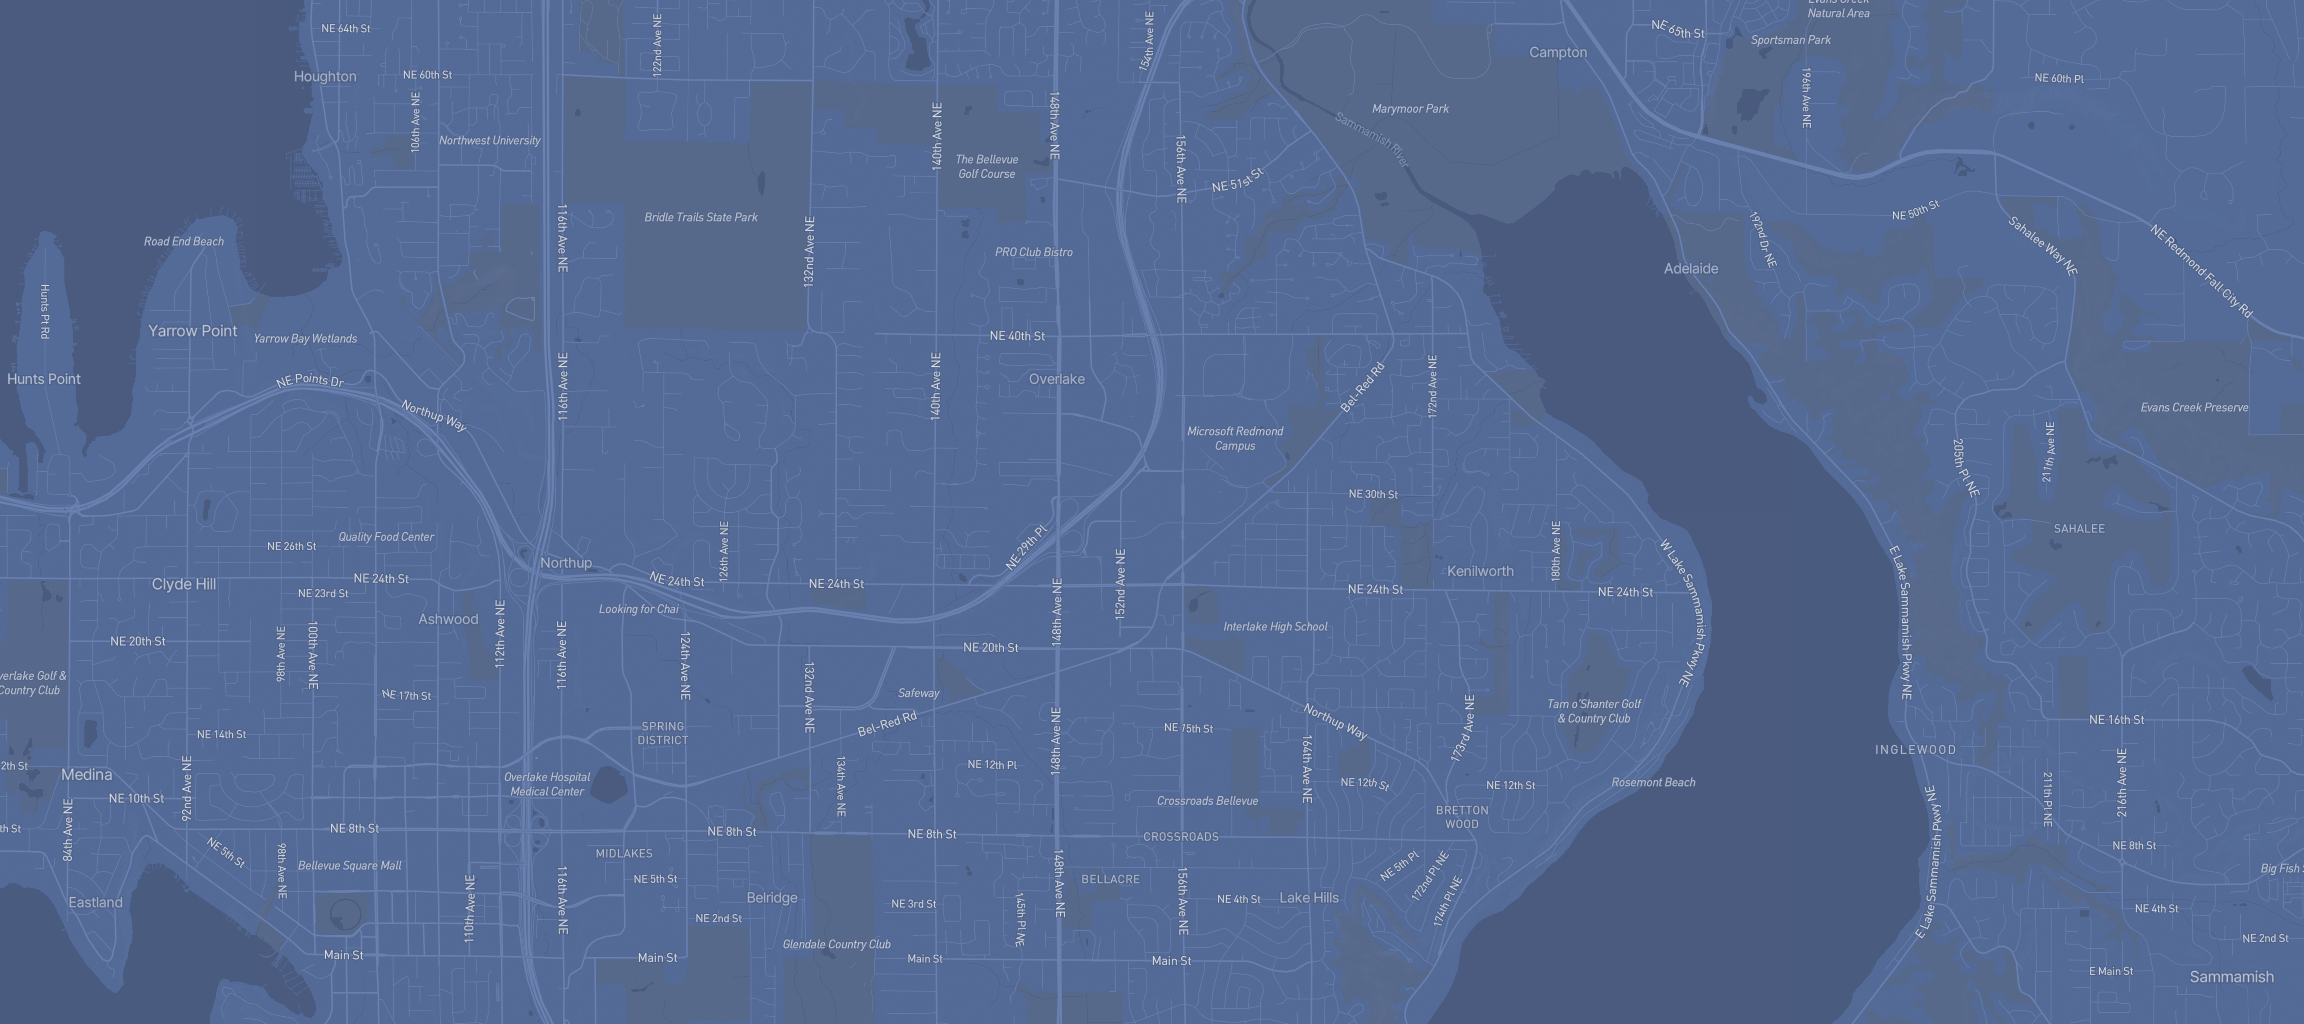 Evans Creek
Natural Area
NE 64th St
122nd Ave NE
154th Ave NE
NE 65th St
Sportsman Park
Campton
Houghton
NE 60th St
NE 60th Pl
196th Ave NE
106th Ave NE
140th Ave NE
148th Ave NE
Marymoor Park
Sammamish River
Northwest University
The Bellevue
Golf Course
156th Ave NE
NE 51st St
NE 50th St
Bridle Trails State Park
116th Ave NE
132nd Ave NE
Road End Beach
PRO Club Bistro
192nd Dr NE
Sahalee Way NE
NE Redmond Fall City Rd
Adelaide
Hunts Pt Rd
Yarrow Point
Yarrow Bay Wetlands
NE 40th St
Hunts Point
NE Points Dr
116th Ave NE
140th Ave NE
Overlake
Bel-Red Rd
172nd Ave NE
Northup Way
Evans Creek Preserve
Microsoft Redmond
Campus
205th Pl NE
211th Ave NE
NE 30th St
Quality Food Center
NE 26th St
126th Ave NE
NE 29th Pl
152nd Ave NE
180th Ave NE
W Lake Sammamish Pkwy NE
SAHALEE
Northup
Clyde Hill
NE 24th St
NE 24th St
NE 24th St
NE 24th St
NE 24th St
Kenilworth
E Lake Sammamish Pkwy NE
NE 23rd St
Looking for Chai
Ashwood
112th Ave NE
148th Ave NE
Interlake High School
NE 20th St
98th Ave NE
100th Ave NE
116th Ave NE
124th Ave NE
132nd Ave NE
NE 20th St
verlake Golf &
Country Club
NE 17th St
Safeway
Tam o'Shanter Golf
& Country Club
Bel-Red Rd
SPRING
DISTRICT
NE 14th St
148th Ave NE
NE 15th St
Northup Way
173rd Ave NE
NE 16th St
INGLEWOOD
2th St
Medina
92nd Ave NE
Overlake Hospital
Medical Center
134th Ave NE
NE 12th Pl
164th Ave NE
NE 12th St
NE 12th St
Rosemont Beach
211th Pl NE
216th Ave NE
NE 10th St
84th Ave NE
Crossroads Bellevue
BRETTON
WOOD
E Lake Sammamish Pkwy NE
th St
NE 8th St
NE 8th St
NE 8th St
CROSSROADS
NE 8th St
NE 5th St
MIDLAKES
Bellevue Square Mall
98th Ave NE
148th Ave NE
NE 5th Pl
172nd Pl NE
174th Pl NE
Big Fish S
116th Ave NE
110th Ave NE
NE 5th St
BELLACRE
156th Ave NE
Eastland
Belridge
NE 3rd St
145th Pl NE
NE 4th St
Lake Hills
NE 4th St
NE 2nd St
Glendale Country Club
NE 2nd St
Main St
Main St
Main St
Main St
E Main St
Sammamish